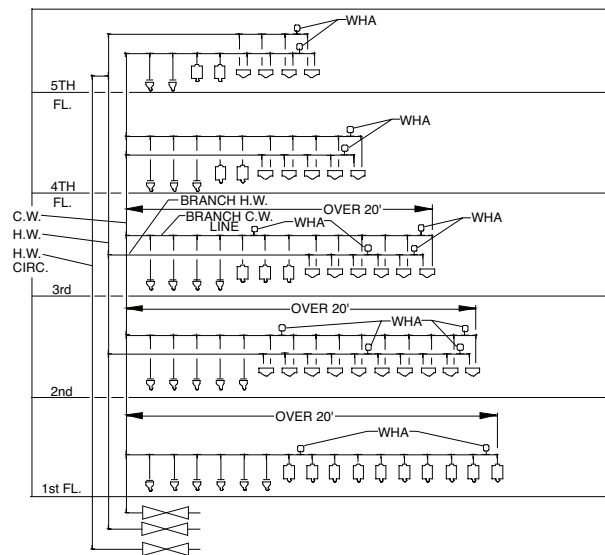 WHA
5TH
FL.
WHA
4TH
FL.
OVER 20'
BRANCH H.W.
C.W.
BRANCH C.W.
LINE
WHA
WHA
H.W.
H.W.
CIRC.
3rd
OVER 20'
WHA
2nd
OVER 20'
WHA
1st FL.